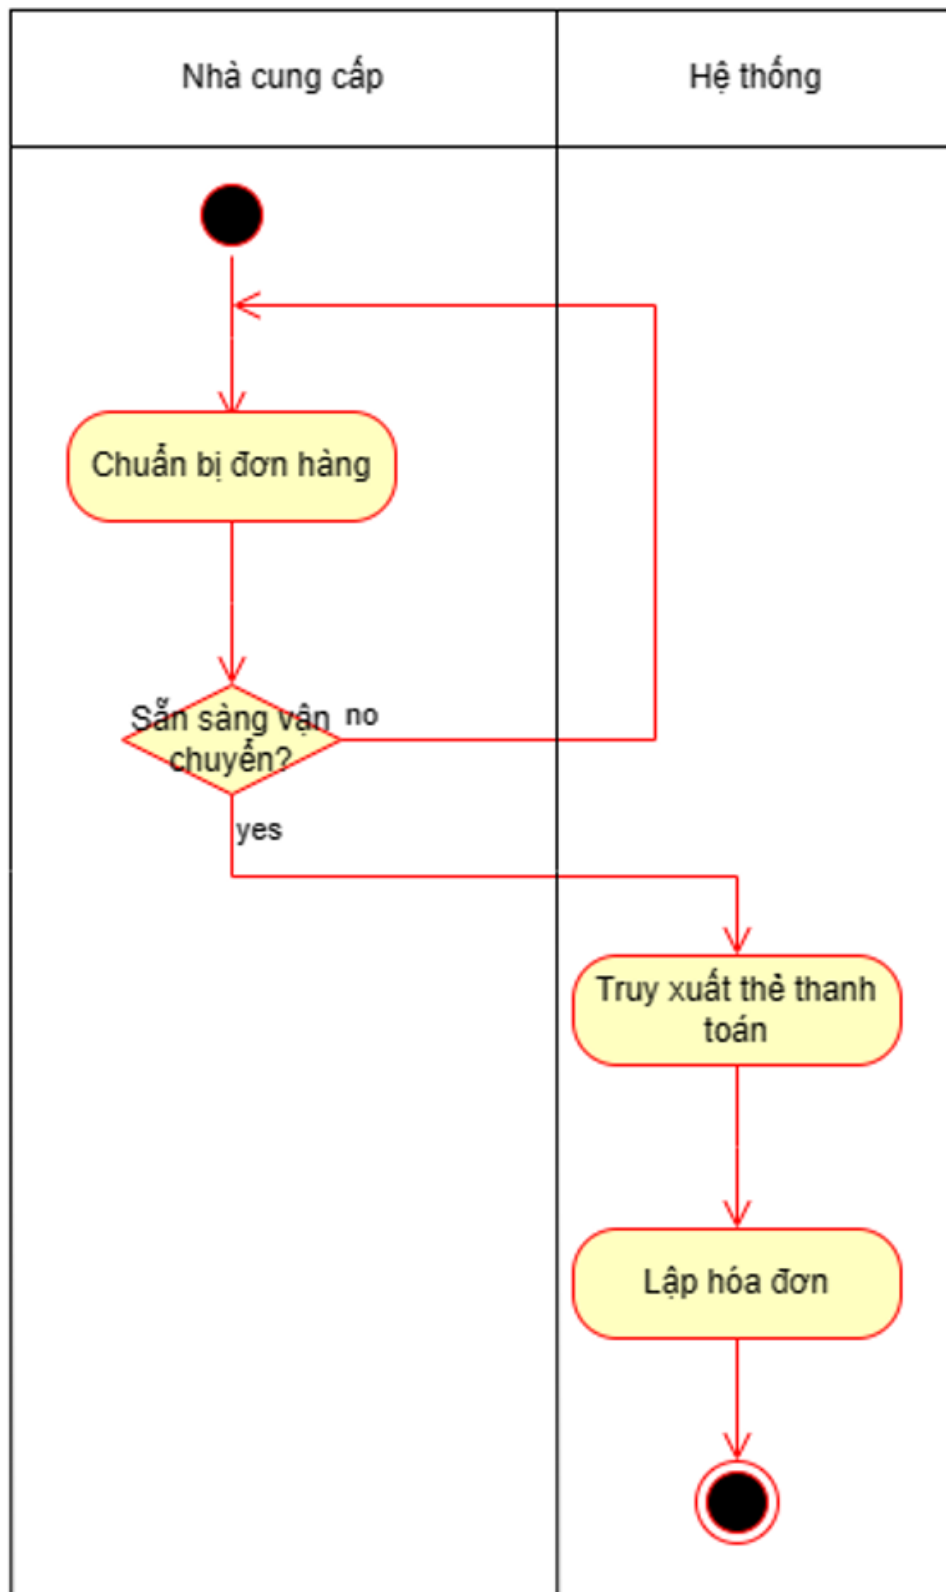 Nhà cung cấp
Hệ thống
Chuẩn bị đơn hàng
Sẵn sàng vận
chuyển?
no
yes
Truy xuất thẻ thanh
toán
Lập hóa đơn